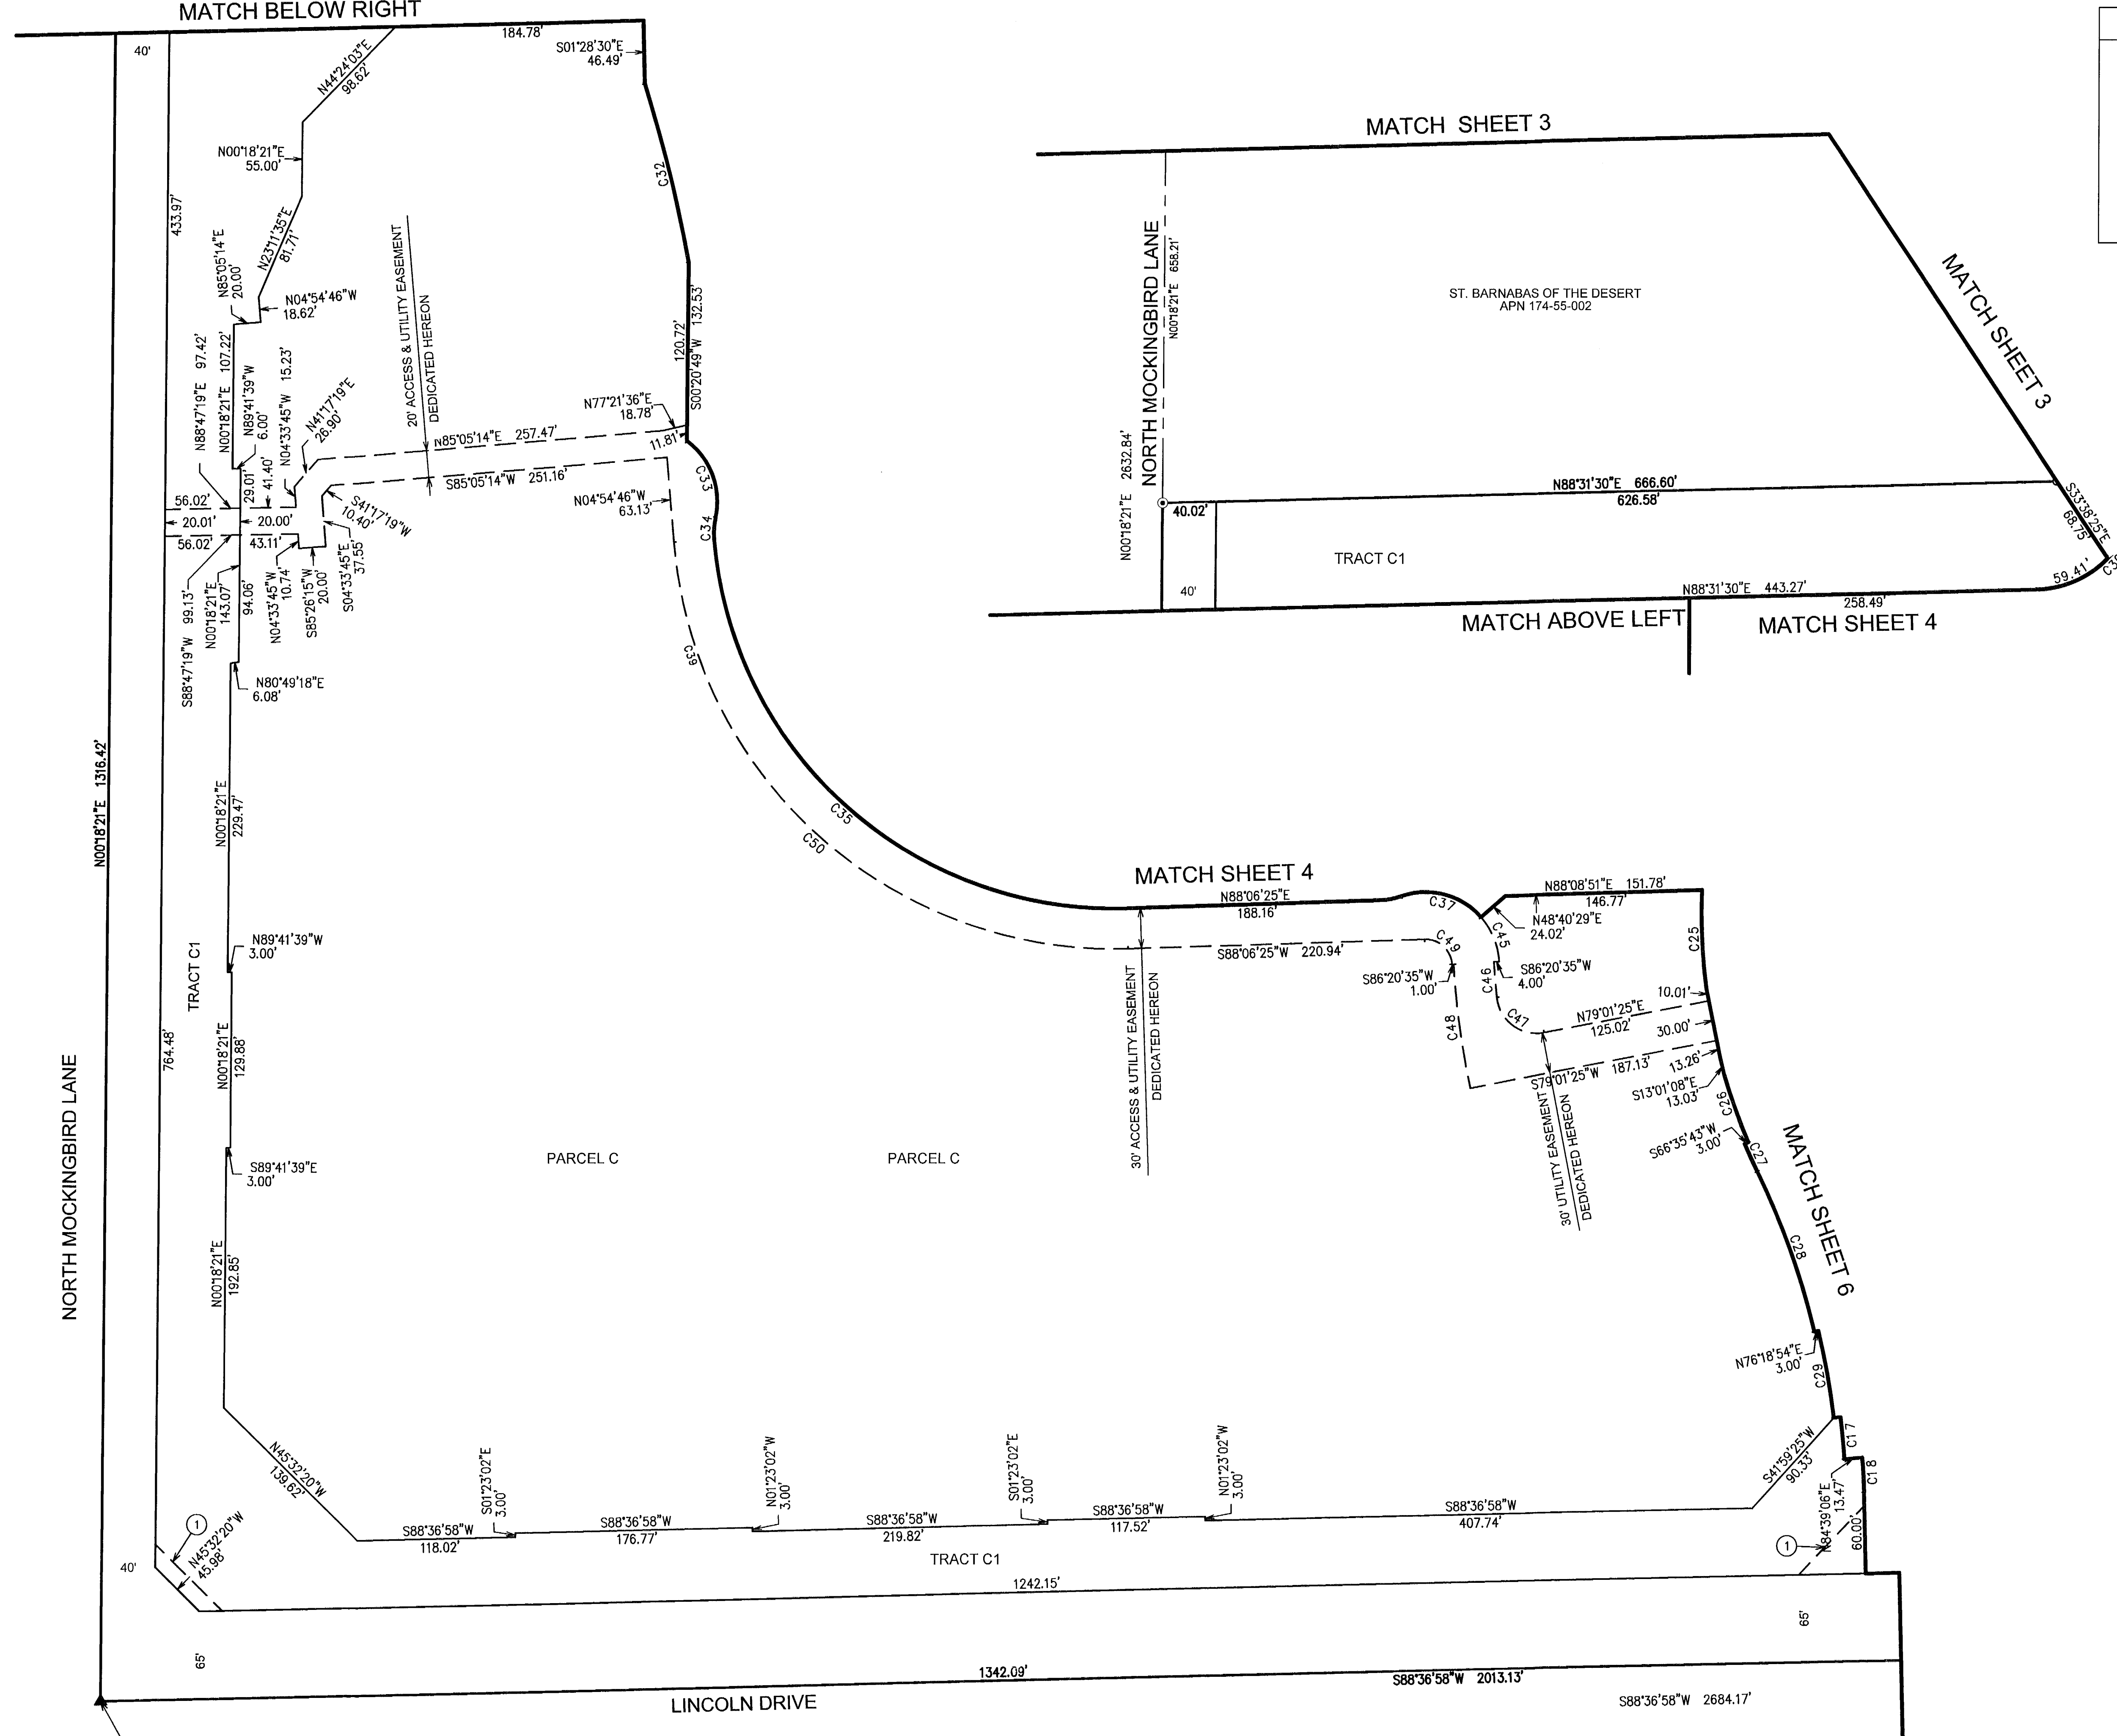 MATCH BELOW RIGHT
40'
184.78'
S01°28'30"E
46.49'
N44°24'03"E
98.62'
N00°18'21"E
55.00'
C32
433.97'
N23°11'35"E
81.71'
N85°05'14"E
20.00'
N04°54'46"W
18.62'
20' ACCESS & UTILITY EASEMENT
DEDICATED HEREON
120.72'
S00°20'49"W 132.53'
N88°47'19"E 97.42'
N00°18'21"E 107.22'
N89°41'39"W
6.00'
N04°33'45"W 15.23'
N41°17'19"E
26.90'
N77°21'36"E
18.78'
N85°05'14"E 257.47'
11.81'
S85°05'14"W 251.16'
C33
N04°54'46"W
63.13'
C34
29.01'
41.40'
56.02'
20.01'
20.00'
S41°17'19"W
10.40'
56.02'
43.11'
S88°47'19"W 99.13'
N00°18'21"E
143.07'
94.06'
N04°33'45"W
10.74'
S85°26'15"W
20.00'
S04°33'45"E
37.55'
N80°49'18"E
6.08'
C39
N00°18'21"E 1316.42'
N00°18'21"E
229.47'
C35
C50
N89°41'39"W
3.00'
TRACT C1
764.48'
N00°18'21"E
129.88'
NORTH MOCKINGBIRD LANE
S89°41'39"E
3.00'
N00°18'21"E
192.85'
PARCEL C
PARCEL C
MATCH SHEET 3
NORTH MOCKINGBIRD LANE
N00°18'21"E 658.21'
ST. BARNABAS OF THE DESERT
APN 174-55-002
MATCH SHEET 3
N00°18'21"E 2632.84'
N88°31'30"E 666.60'
626.58'
40.02'
S33°38'25"E
68.75'
TRACT C1
40'
59.41'
N88°31'30"E 443.27'
258.49'
MATCH ABOVE LEFT
MATCH SHEET 4
MATCH SHEET 4
N88°06'25"E
188.16'
C37
N88°08'51"E 151.78'
146.77'
N48°40'29"E
24.02'
C25
C45
C49
S88°06'25"W 220.94'
S86°20'35"W
1.00'
C46
S86°20'35"W
4.00'
C48
C47
10.01'
N79°01'25"E
125.02'
30.00'
30' ACCESS & UTILITY EASEMENT
DEDICATED HEREON
S79°01'25"W 187.13'
13.26'
S13°01'08"E
13.03'
C26
30' UTILITY EASEMENT
DEDICATED HEREON
S66°35'43"W
3.00'
C27
MATCH SHEET 6
C28
N76°18'54"E
3.00'
C29
C17
S41°59'25"W
90.33'
C18
N84°39'06"E
13.47'
60.00'
1
N45°32'20"W
139.62'
S88°36'58"W
118.02'
S01°23'02"E
3.00'
S88°36'58"W
176.77'
N01°23'02"W
3.00'
S88°36'58"W
219.82'
S01°23'02"E
3.00'
S88°36'58"W
117.52'
N01°23'02"W
3.00'
S88°36'58"W
407.74'
1
N45°32'20"W
45.98'
TRACT C1
40'
1242.15'
65'
65'
1342.09'
LINCOLN DRIVE
S88°36'58"W 2013.13'
S88°36'58"W 2684.17'